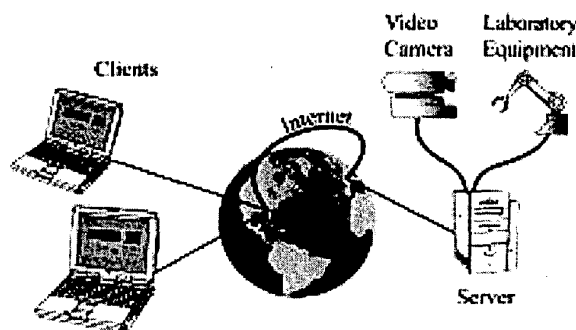 Video
Camera
Laboratory
Equipment
Clients
Internet
Server